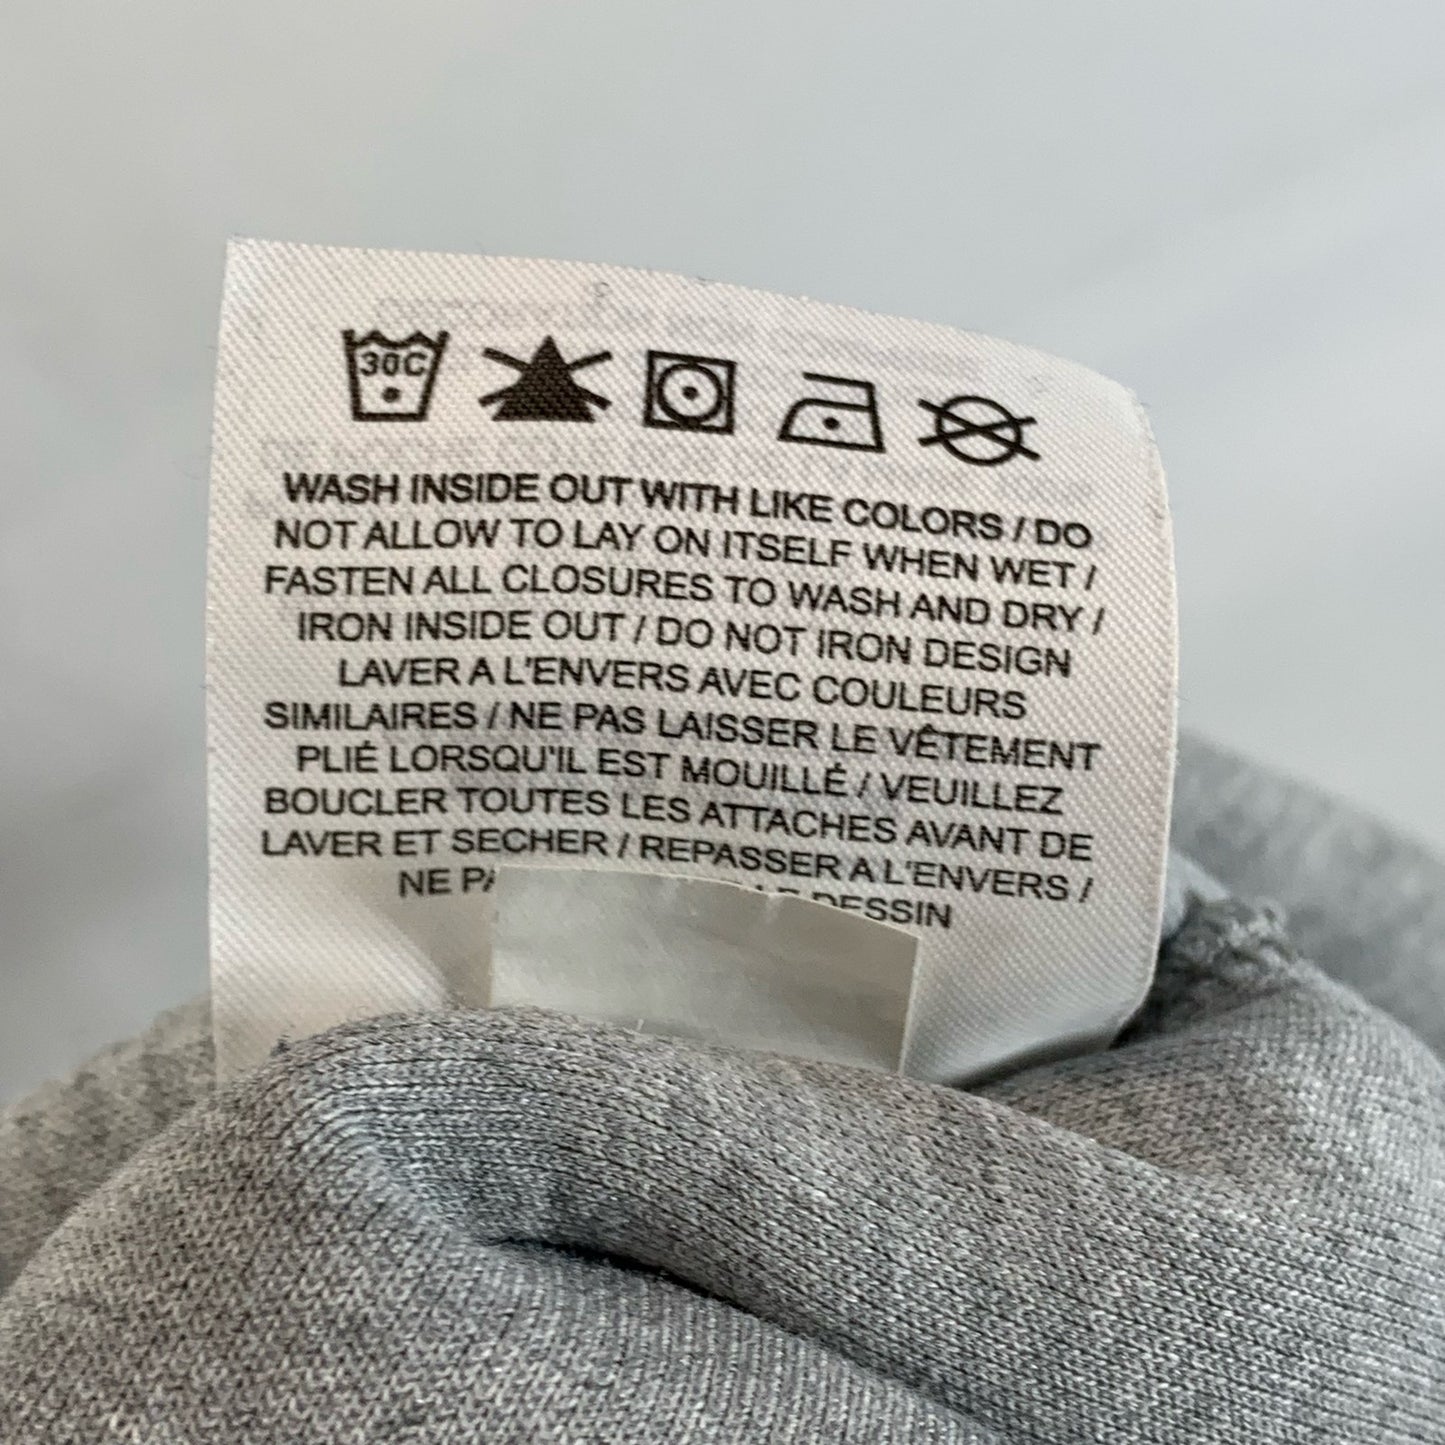 30C
WASH INSIDE OUT WITH LIKE COLORS / DO
NOT ALLOW TO LAY ON ITSELF WHEN WET /
FASTEN ALL CLOSURES TO WASH AND DRY /
IRON INSIDE OUT / DO NOT IRON DESIGN
LAVER A L'ENVERS AVEC COULEURS
SIMILAIRES / NE PAS LAISSER LE VÊTEMENT
PLIÉ LORSQU'IL EST MOUILLÉ / VEUILLEZ
BOUCLER TOUTES LES ATTACHES AVANT DE
LAVER ET SECHER / REPASSER A L'ENVERS /
NE DESSIN